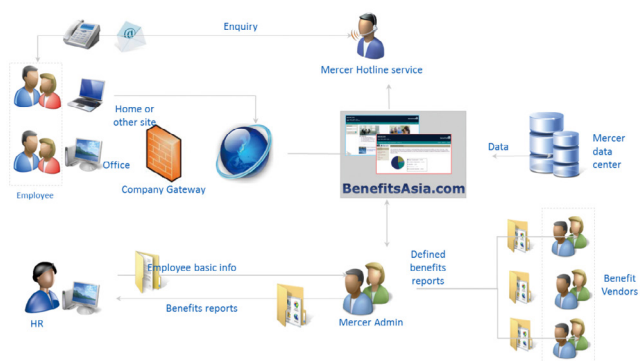 Enquiry
Mercer Hotline service
Home or
other site
Office
Company Gateway
Employee
BenefitsAsia.com
Data
Mercer
data
center
Employee basic info
Benefits reports
HR
Mercer Admin
Defined
benefits
reports
Benefit
Vendors